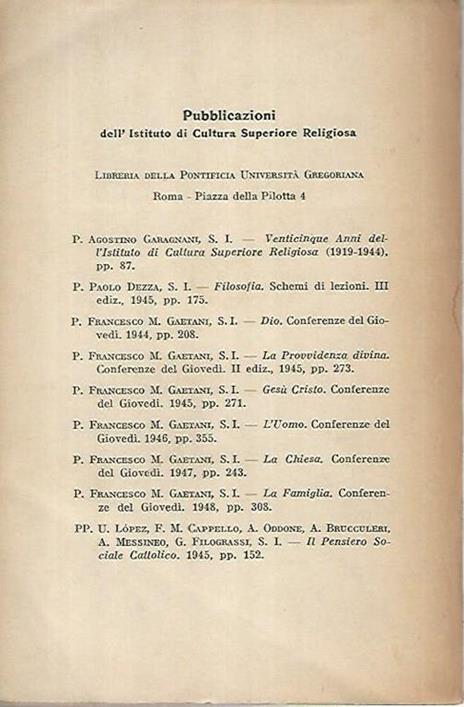 Pubblicazioni
dell' Istituto di Cultura Superiore Religiosa
LIBRERIA DELLA PONTIFICIA UNIVERSITÀ GREGORIANA
Roma - Piazza della Pilotta 4
P. AGOSTINO GARAGNANI, S. I. — Venticinque Anni del-
l'Istituto di Cultura Superiore Religiosa (1919-1944).
pp. 87.
P. PAOLO DEZZA, S. I. — Filosofia. Schemi di lezioni. III
ediz., 1945, pp. 175.
P. FRANCESCO M. GAETANI, S. I. — Dio. Conferenze del Gio-
vedì. 1944, pp. 208.
P. FRANCESCO M. GAETANI, S. I. — La Provvidenza divina.
Conferenze del Giovedì. II ediz., 1945, pp. 273.
P. FRANCESCO M. GAETANI, S. I. — Gesù Cristo. Conferenze
del Giovedì. 1945, pp. 271.
P. FRANCESCO M. GAETANI, S. I. — L'Uomo. Conferenze del
Giovedì. 1946, pp. 355.
P. FRANCESCO M. GAETANI, S. I. — La Chiesa. Conferenze
del Giovedì. 1947, pp. 243.
P. FRANCESCO M. GAETANI, S. I. — La Famiglia. Conferen-
ze del Giovedì. 1948, pp. 308.
PP. U. LÓPEZ, F. M. CAPPELLO, A. ODDONE, A. BRUCCULERI,
A. MESSINEO, G. FILOGRASSI, S. I. — Il Pensiero So-
ciale Cattolico. 1945, pp. 152.